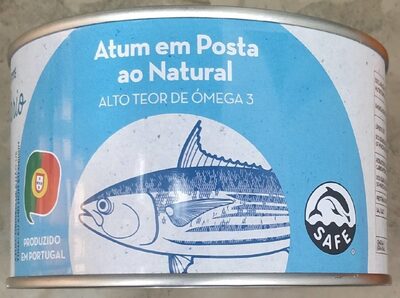 Atum em Posta
ao Natural
ALTO TEOR DE ÓMEGA 3
PRODUZIDO
EM PORTUGAL
SAFE